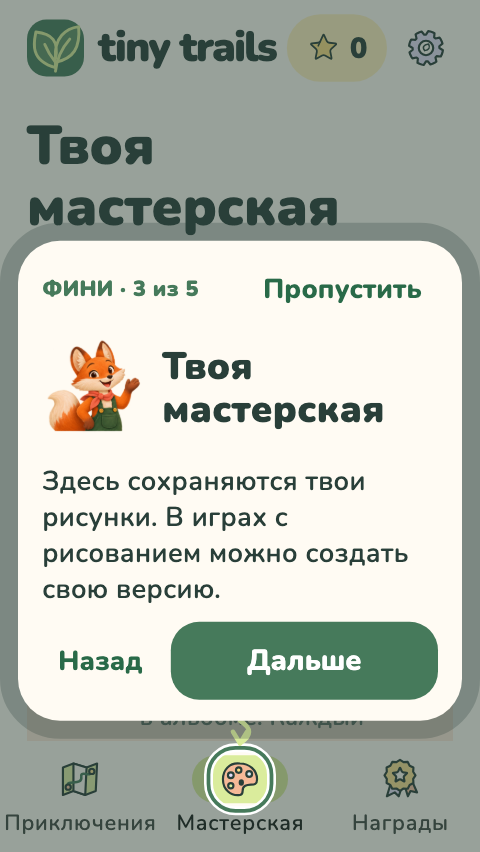 tiny trails
0
Твоя
мастерская
ФИНИ · 3 из 5
Пропустить
Твоя
мастерская
Здесь сохраняются твои
рисунки. В играх с
рисованием можно создать
свою версию.
Назад
Дальше
Каждый
Приключения
Мастерская
Награды